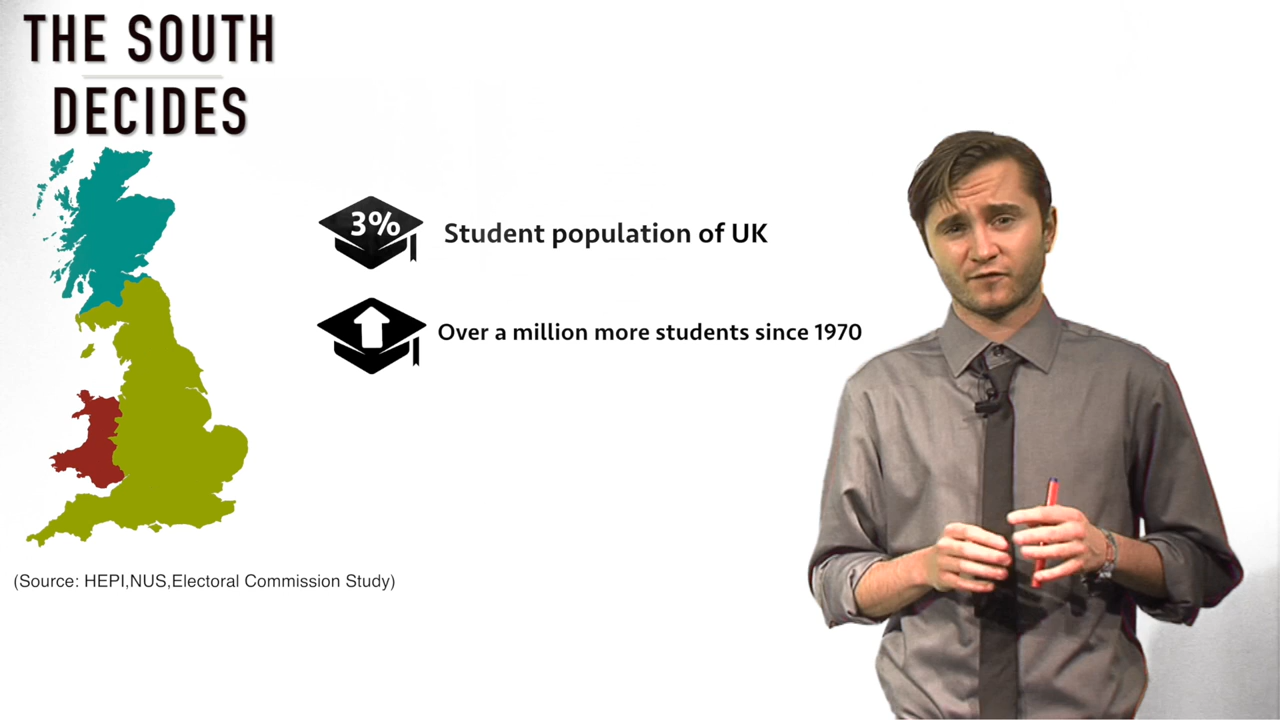 THE SOUTH
DECIDES
3%
Student population of UK
Over a million more students since 1970
(Source: HEPI,NUS,Electoral Commission Study)